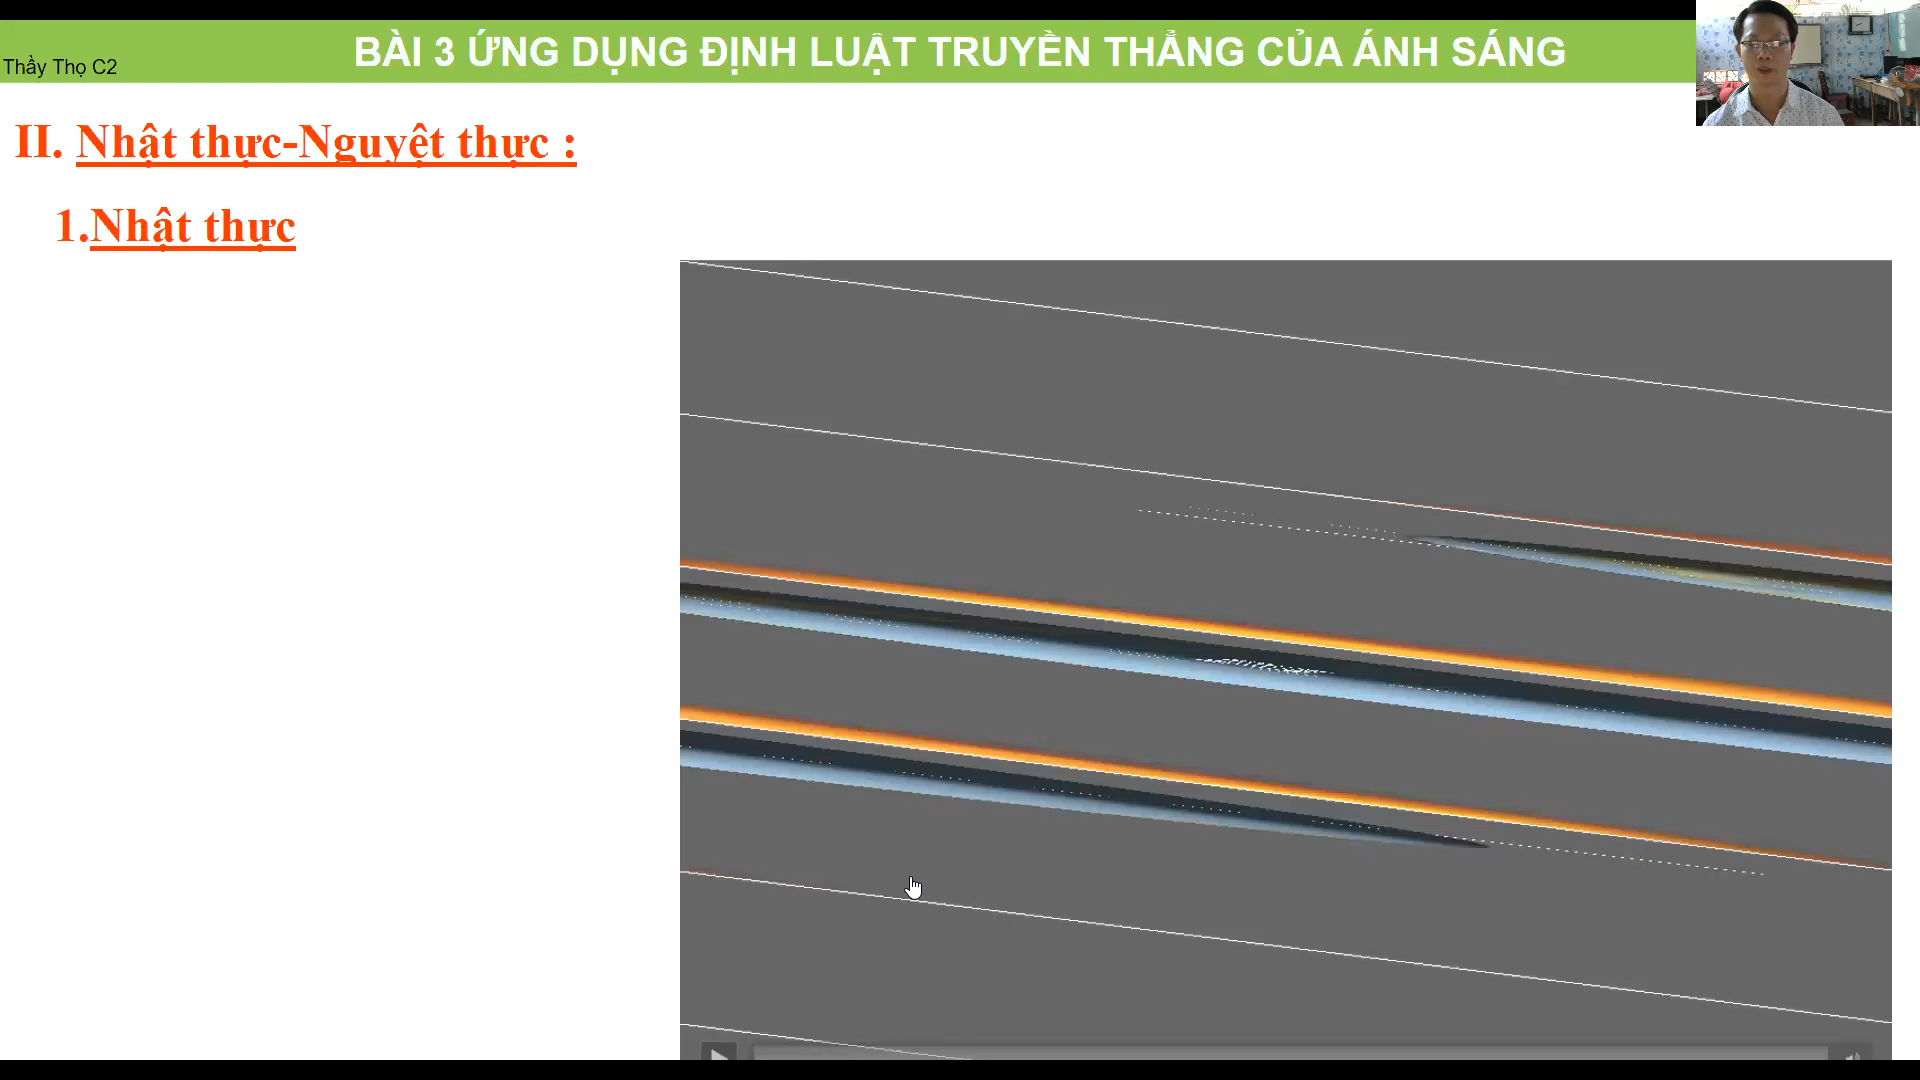 BÀI 3 ỨNG DỤNG ĐỊNH LUẬT TRUYỀN THẲNG CỦA ÁNH SÁNG
Thầy Thọ C2
II. Nhật thực-Nguyệt thực :
1.Nhật thực